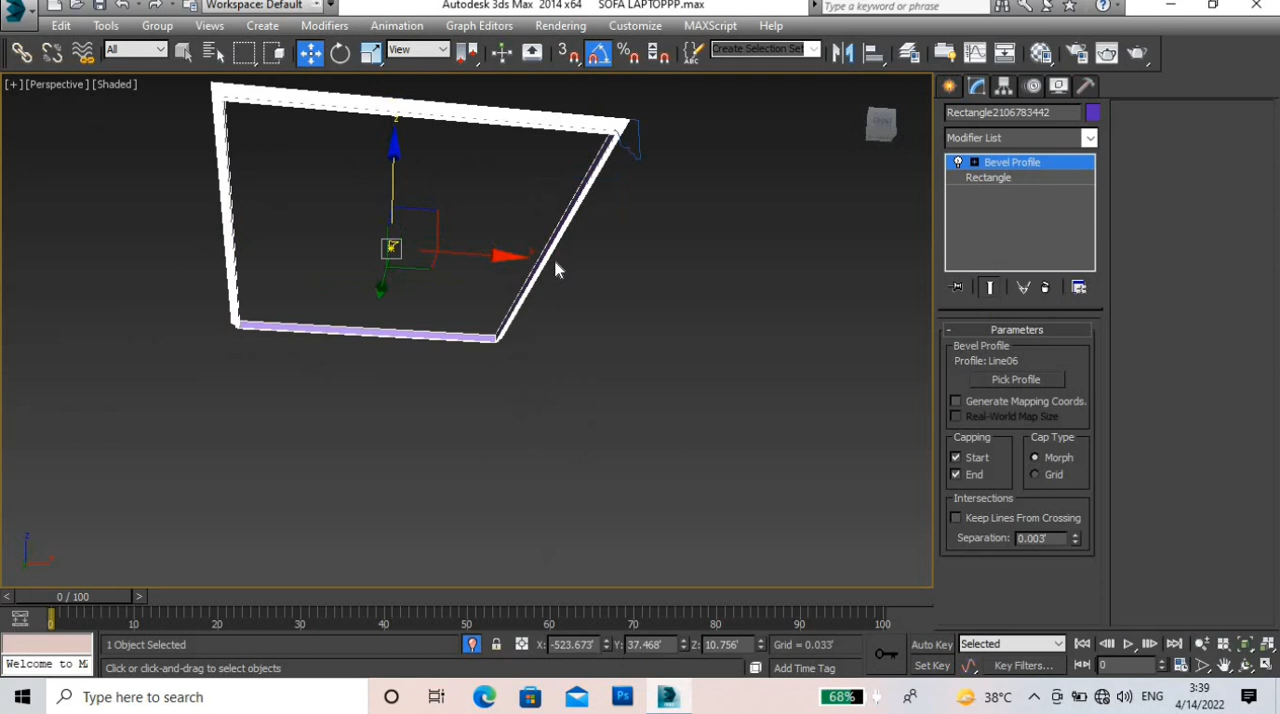 Workspace: Default
Autodesk 3ds Max 2014 x64 SOFA LAPTOPPP.max
Type a keyword or phrase
Edit Tools Group Views Create Modifiers Animation Graph Editors Rendering Customize MAXScript Help
All
View
3
Create Selection Set
[+] [Perspective] [Shaded]
Rectangle2106783442
Modifier List
Bevel Profile
Rectangle
- Parameters
Bevel Profile
Profile: Line06
Pick Profile
Generate Mapping Coords.
Real-World Map Size
Capping
Start
End
Cap Type
Morph
Grid
Intersections
Keep Lines From Crossing
Separation: 0.003'
z
< 0 / 100 >
10 20 30 40 50 60 70 80 90 100
1 Object Selected
X: -523.673' Y: 37.468' Z: 10.756' Grid = 0.033'
Auto Key Selected
Welcome to M
Click or click-and-drag to select objects
Add Time Tag
Set Key Key Filters... 0
Type here to search
Ps
68%
38°C
ENG
3:39
4/14/2022